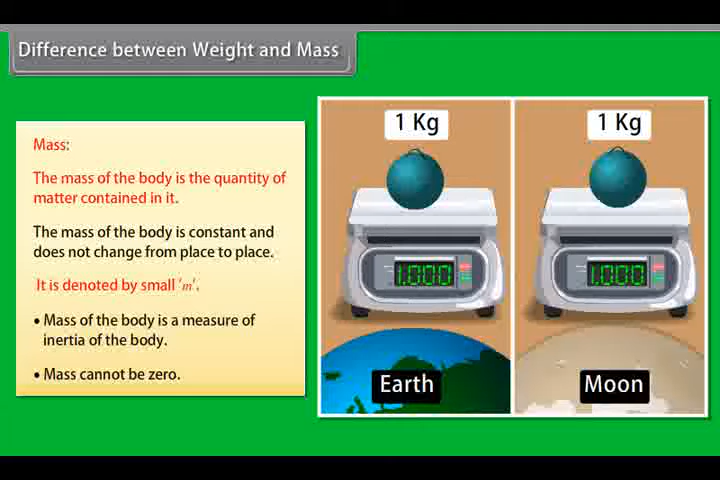 Difference between Weight and Mass
Mass:
The mass of the body is the quantity of
matter contained in it.
The mass of the body is constant and
does not change from place to place.
It is denoted by small 'm'.
• Mass of the body is a measure of
inertia of the body.
• Mass cannot be zero.
1 Kg
1.000
Earth
1 Kg
1.000
Moon